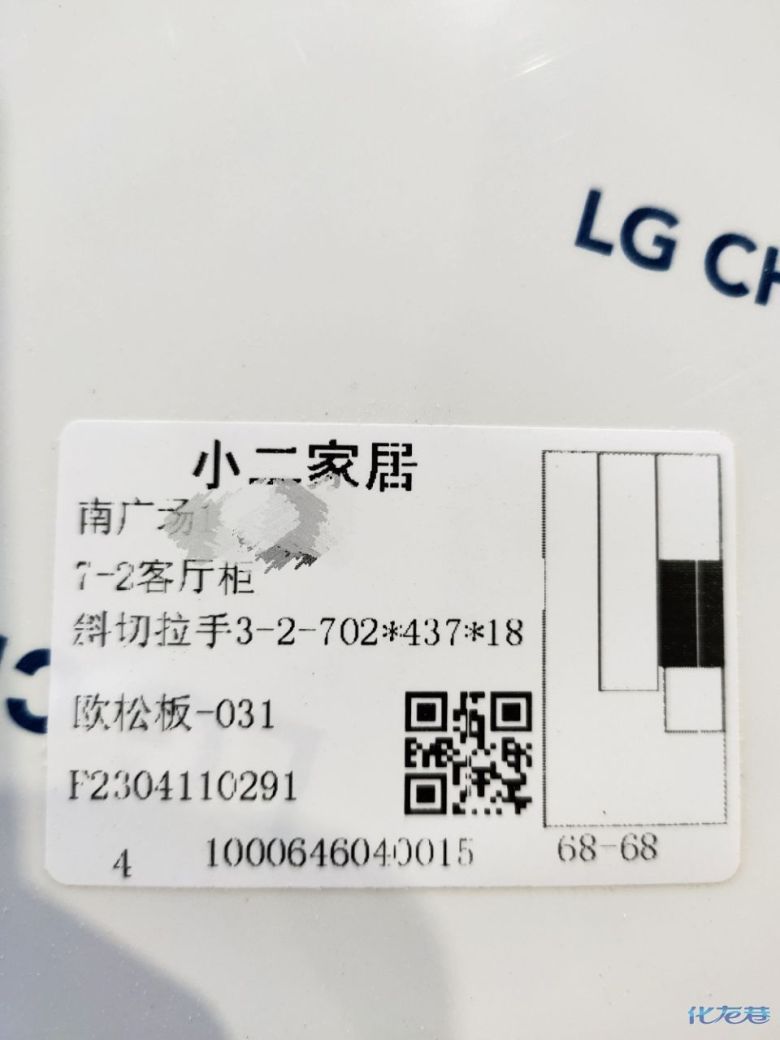 LG CH
小二家居
南广场
7-2客厅柜
斜切拉手3-2-702*437*18
欧松板-031
F2304110291
4 1000646040015 68-68
化龙巷